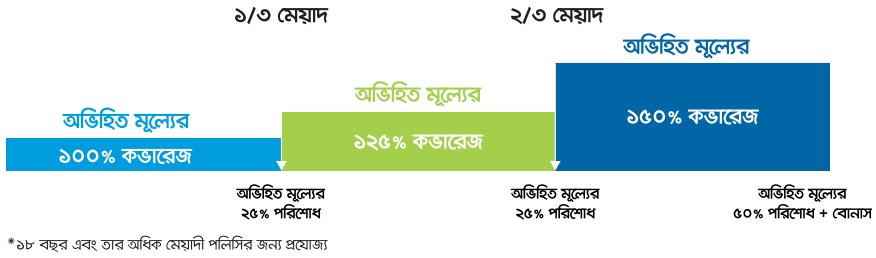 ১/৩ মেয়াদ
২/৩ মেয়াদ
অভিহিত মূল্যের
১০০% কভারেজ
অভিহিত মূল্যের
১২৫% কভারেজ
অভিহিত মূল্যের
১৫০% কভারেজ
অভিহিত মূল্যের
২৫% পরিশোধ
অভিহিত মূল্যের
২৫% পরিশোধ
অভিহিত মূল্যের
৫০% পরিশোধ + বোনাস
*১৮ বছর এবং তার অধিক মেয়াদী পলিসির জন্য প্রযোজ্য